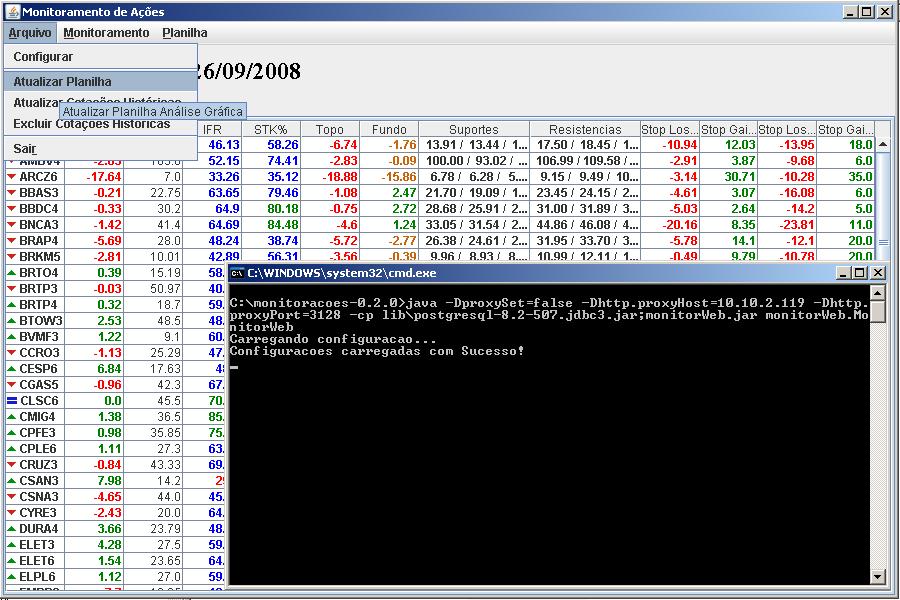 Monitoramento de Ações
Arquivo Monitoramento Planilha
Configurar
Atualizar Planilha
Atualizar Cotações Históricas
Atualizar Planilha Análise Gráfica
Excluir Cotações Históricas
Sair
26/09/2008
IFR STK% Topo Fundo Suportes Resistencias Stop Los... Stop Gai... Stop Los... Stop Gai...
46.13 58.26 -6.74 -1.76 13.91 / 13.44 / 1... 17.50 / 18.45 / 1... -10.94 12.03 -13.95 18.0
AMBV4 -2.83 105.0 52.15 74.41 -2.83 -0.09 100.00 / 93.02 / ... 106.99 /109.58 / ... -2.91 3.87 -9.68 6.0
ARCZ6 -17.64 7.0 33.26 35.12 -18.88 -15.86 6.78 / 6.28 / 5.... 9.15 / 9.49 / 10... -3.14 30.71 -10.28 35.0
BBAS3 -0.21 22.75 63.65 79.46 -1.08 2.47 21.70 / 19.09 / 1... 23.45 / 24.15 / 2... -4.61 3.07 -16.08 6.0
BBDC4 -0.33 30.2 64.9 80.18 -0.75 2.72 28.68 / 25.91 / 2... 31.00 / 31.89 / 3... -5.03 2.64 -14.2 5.0
BNCA3 -1.42 41.4 64.69 84.48 -1.4 1.24 33.05 / 31.54 / 2... 44.86 / 46.08 / 4... -20.16 8.35 -23.81 11.0
BRAP4 -5.69 28.0 48.24 38.74 -5.72 -2.77 26.38 / 24.61 / 2... 31.95 / 33.70 / 3... -5.78 14.1 -12.1 20.0
BRKM5 -2.81 10.01 42.89 56.31 -3.56 -0.39 9.96 / 8.93 / 8... 10.99 / 12.11 / 1... -0.49 9.79 -10.78 20.0
BRTO4 0.39 15.19 58.
BRTP3 -0.03 50.97 40.
BRTP4 0.32 18.7 59.
BTOW3 2.53 48.5 48.
BVMF3 1.22 9.1 60.
CCRO3 -1.13 25.29 47.
CESP6 6.84 17.63 48
CGAS5 -0.96 42.3 67.
CLSC6 0.0 45.5 70.
CMIG4 1.38 36.5 85.
CPFE3 0.98 35.85 75.
CPLE6 1.11 27.3 63.
CRUZ3 -0.84 43.33 69.
CSAN3 7.98 14.2 29
CSNA3 -4.65 44.0 45.
CYRE3 -2.43 20.0 64.
DURA4 3.66 23.79 48.
ELET3 4.28 27.5 59.
ELET6 1.54 23.65 64.
ELPL6 1.12 27.0 59.
C:\WINDOWS\system32\cmd.exe
C:\monitoracoes-0.2.0>java -DproxySet=false -Dhttp.proxyHost=10.10.2.119 -Dhttp.
proxyPort=3128 -cp lib\postgresql-8.2-507.jdbc3.jar;monitorWeb.jar monitorWeb.Mo
nitorWeb
Carregando configuracao...
Configuracoes carregadas com Sucesso!